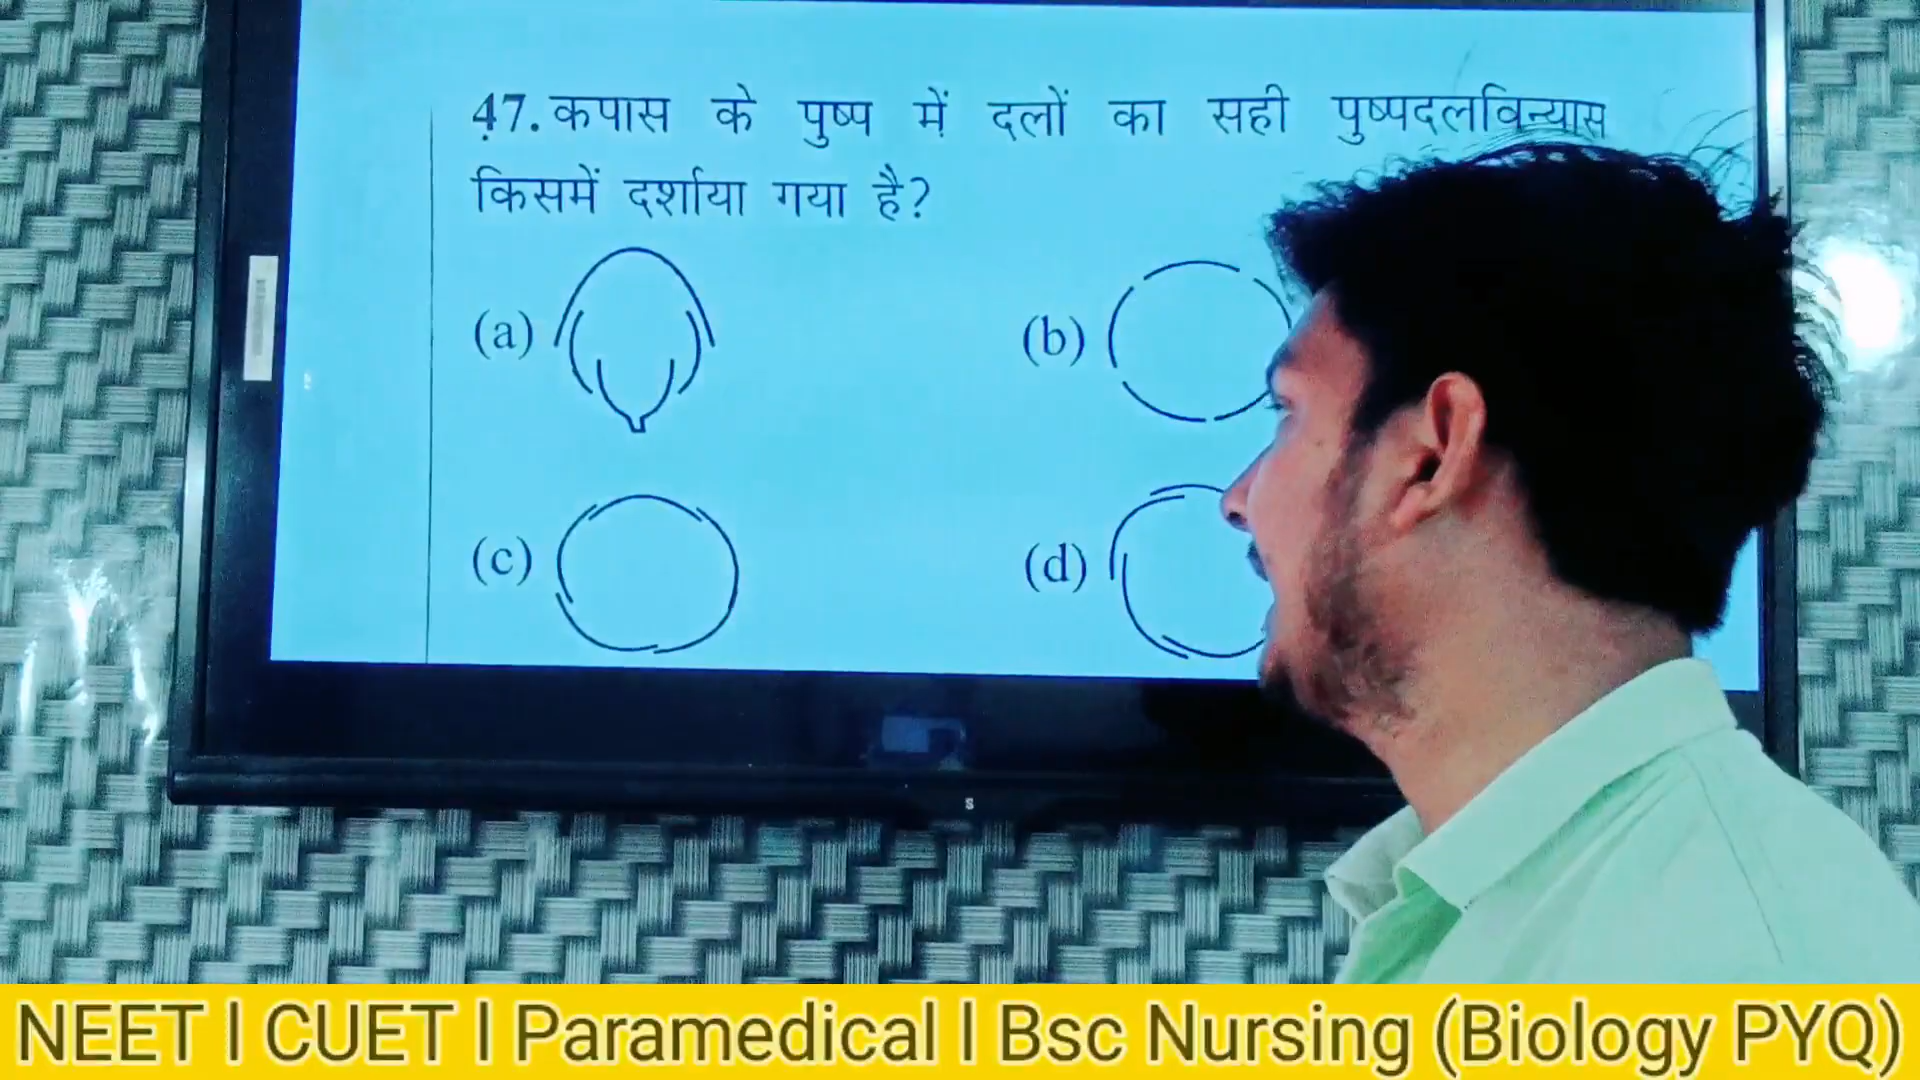 47. कपास के पुष्प में दलों का सही पुष्पदलविन्यास
किसमें दर्शाया गया है?
(a)
(b)
(c)
(d)
NEET l CUET l Paramedical l Bsc Nursing (Biology PYQ)